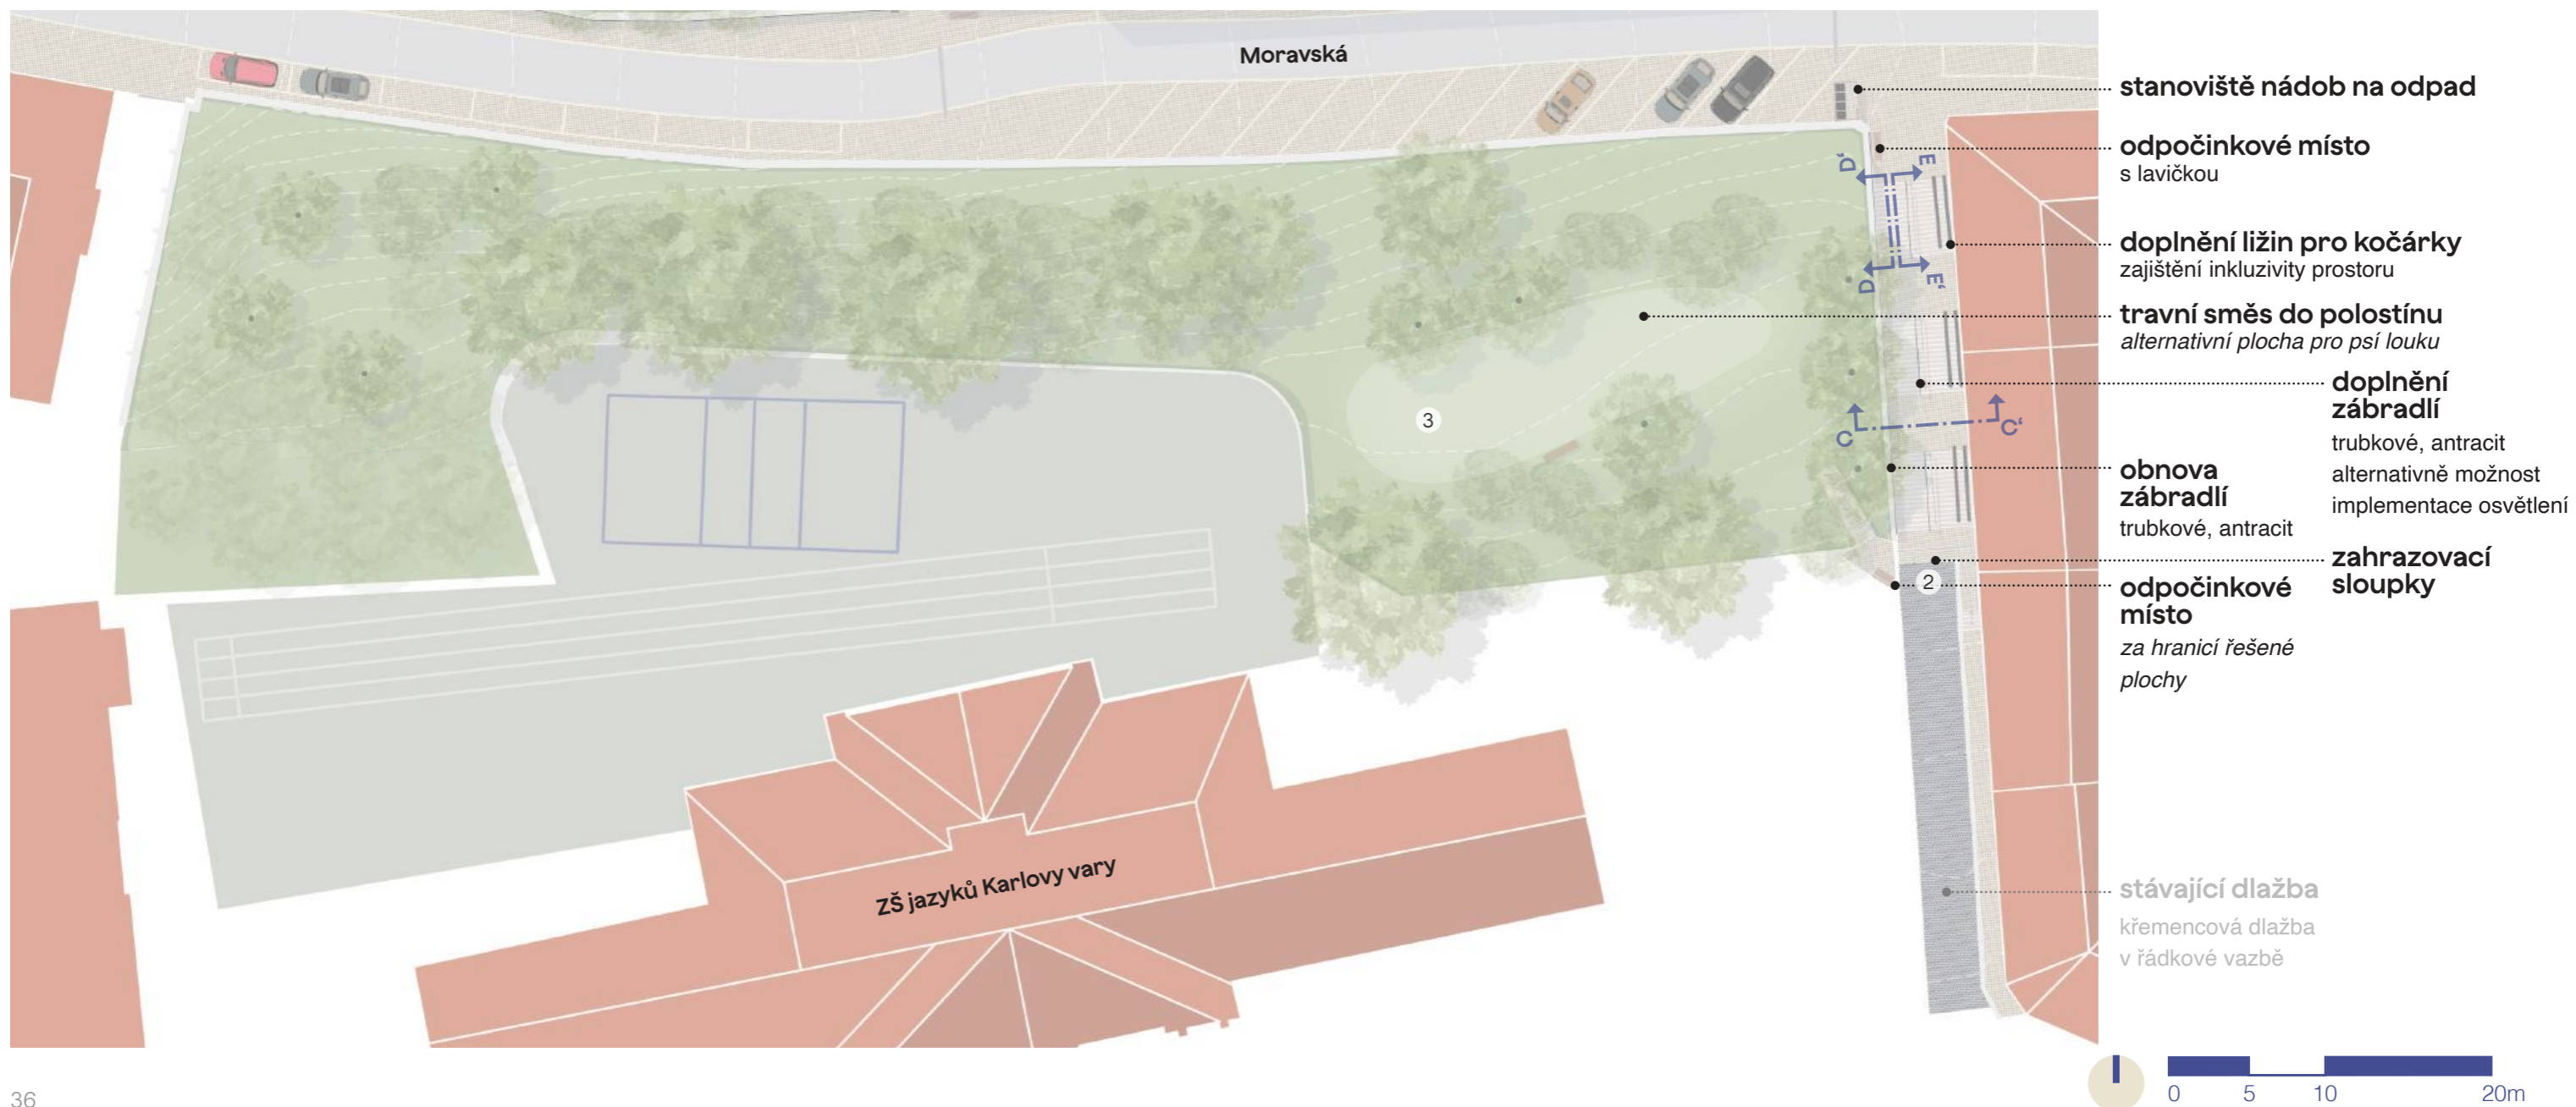 Moravská
stanoviště nádob na odpad
odpočinkové místo
s lavičkou
D'
E
doplnění ližin pro kočárky
zajištění inkluzivity prostoru
D
E'
travní směs do polostínu
alternativní plocha pro psí louku
doplnění
zábradlí
trubkové, antracit
alternativně možnost
implementace osvětlení
3
C
C'
obnova
zábradlí
trubkové, antracit
zahrazovací
sloupky
2
odpočinkové
místo
za hranicí řešené
plochy
ZŠ jazyků Karlovy vary
stávající dlažba
křemencová dlažba
v řádkové vazbě
0 5 10 20m
36